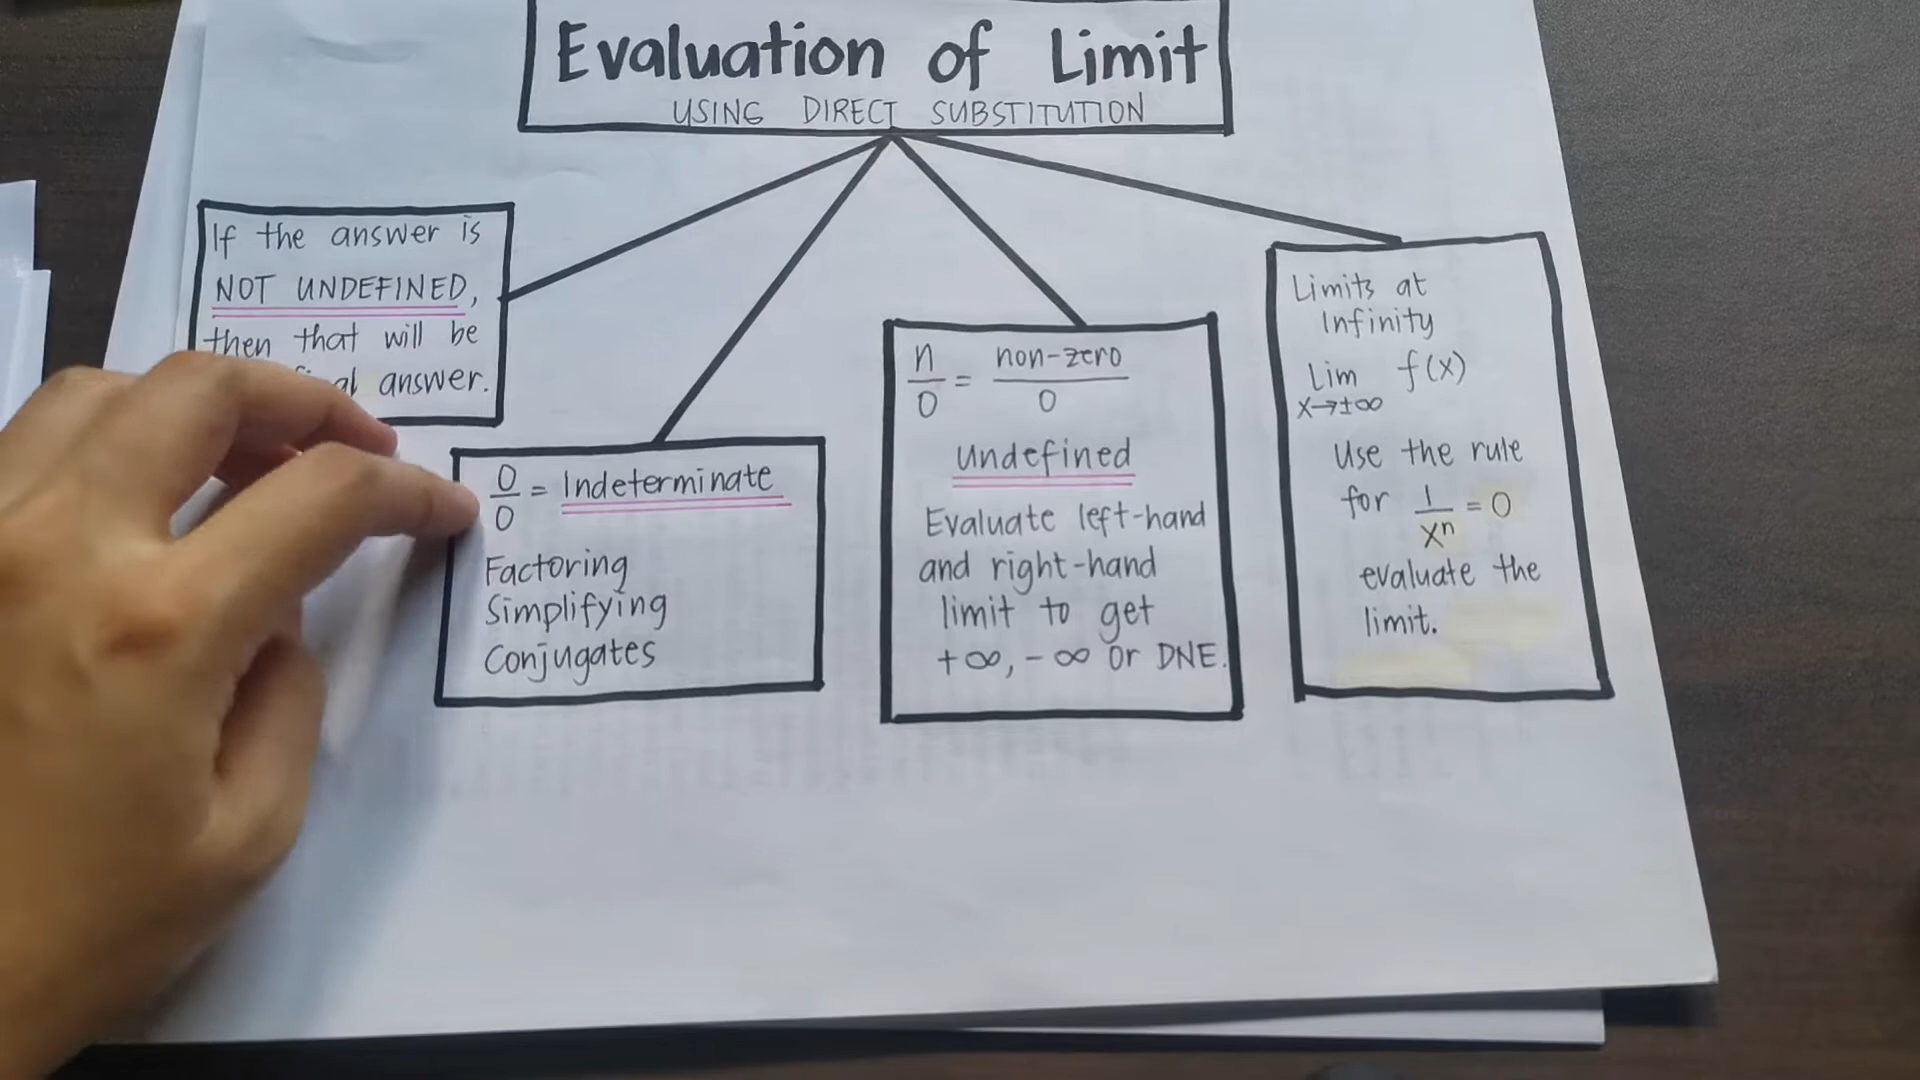 Evaluation of Limit
USING DIRECT SUBSTITUTION
If the answer is
NOT UNDEFINED,
then that will be
answer.
0/0 = Indeterminate
Factoring
Simplifying
Conjugates
n/0 = non-zero/0
Undefined
Evaluate left-hand
and right-hand
limit to get
+∞, -∞ or DNE.
Limits at
Infinity
Lim f(x)
x→±∞
Use the rule
for 1/xⁿ = 0
evaluate the
limit.